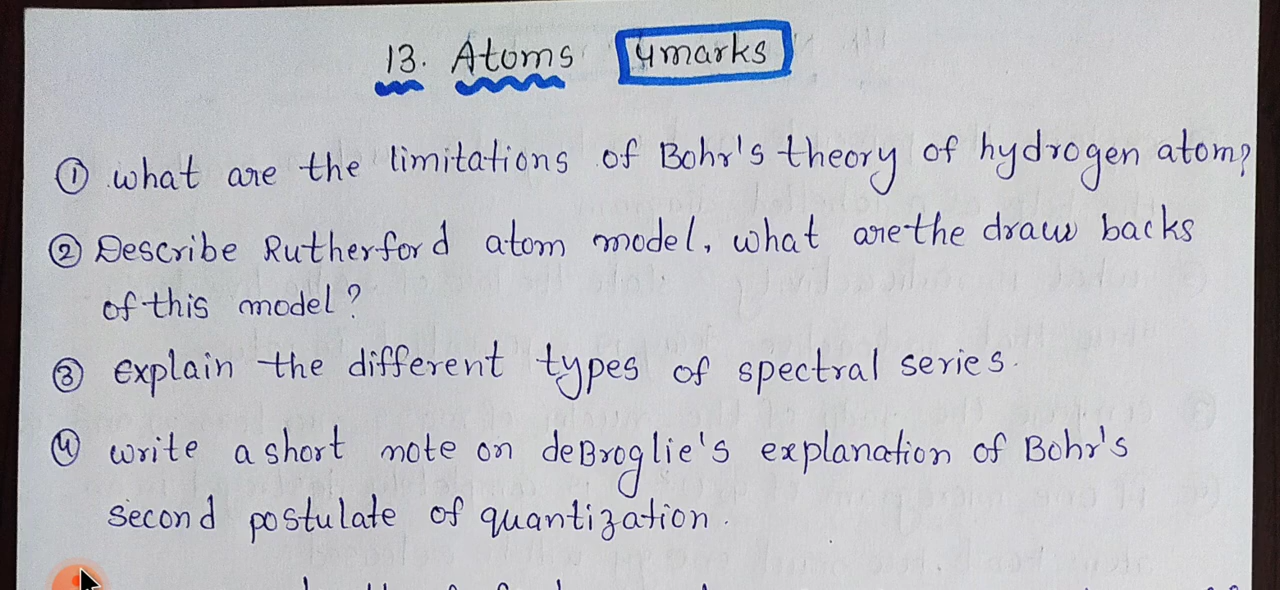 13. Atoms 4marks
① what are the limitations of Bohr's theory of hydrogen atom?
② Describe Rutherford atom model, what are the draw backs
of this model?
③ Explain the different types of spectral series.
④ write a short note on deBroglie's explanation of Bohr's
second postulate of quantization.